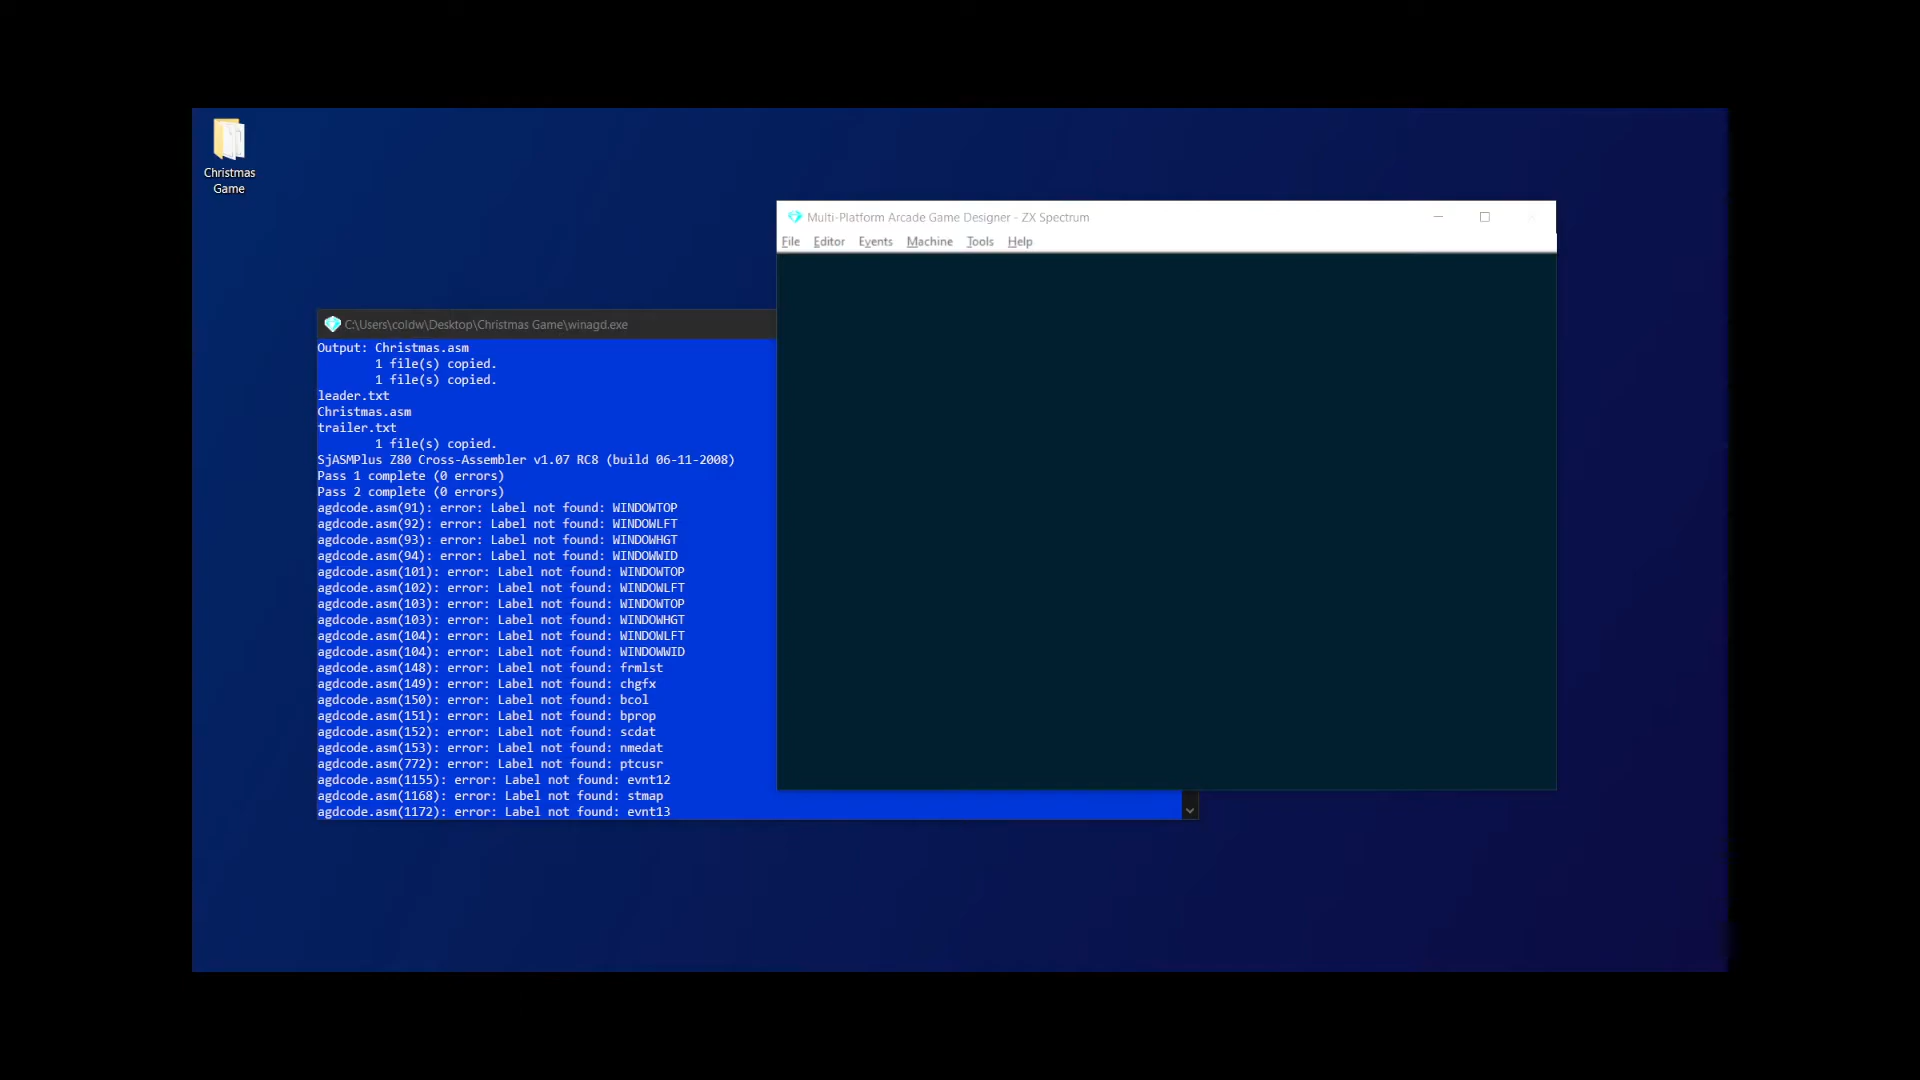 Christmas
Game
Multi-Platform Arcade Game Designer - ZX Spectrum
File Editor Events Machine Tools Help
C:\Users\coldw\Desktop\Christmas Game\winagd.exe
Output: Christmas.asm
1 file(s) copied.
1 file(s) copied.
leader.txt
Christmas.asm
trailer.txt
1 file(s) copied.
SjASMPlus Z80 Cross-Assembler v1.07 RC8 (build 06-11-2008)
Pass 1 complete (0 errors)
Pass 2 complete (0 errors)
agdcode.asm(91): error: Label not found: WINDOWTOP
agdcode.asm(92): error: Label not found: WINDOWLFT
agdcode.asm(93): error: Label not found: WINDOWHGT
agdcode.asm(94): error: Label not found: WINDOWWID
agdcode.asm(101): error: Label not found: WINDOWTOP
agdcode.asm(102): error: Label not found: WINDOWLFT
agdcode.asm(103): error: Label not found: WINDOWTOP
agdcode.asm(103): error: Label not found: WINDOWHGT
agdcode.asm(104): error: Label not found: WINDOWLFT
agdcode.asm(104): error: Label not found: WINDOWWID
agdcode.asm(148): error: Label not found: frmlst
agdcode.asm(149): error: Label not found: chgfx
agdcode.asm(150): error: Label not found: bcol
agdcode.asm(151): error: Label not found: bprop
agdcode.asm(152): error: Label not found: scdat
agdcode.asm(153): error: Label not found: nmedat
agdcode.asm(772): error: Label not found: ptcusr
agdcode.asm(1155): error: Label not found: evnt12
agdcode.asm(1168): error: Label not found: stmap
agdcode.asm(1172): error: Label not found: evnt13